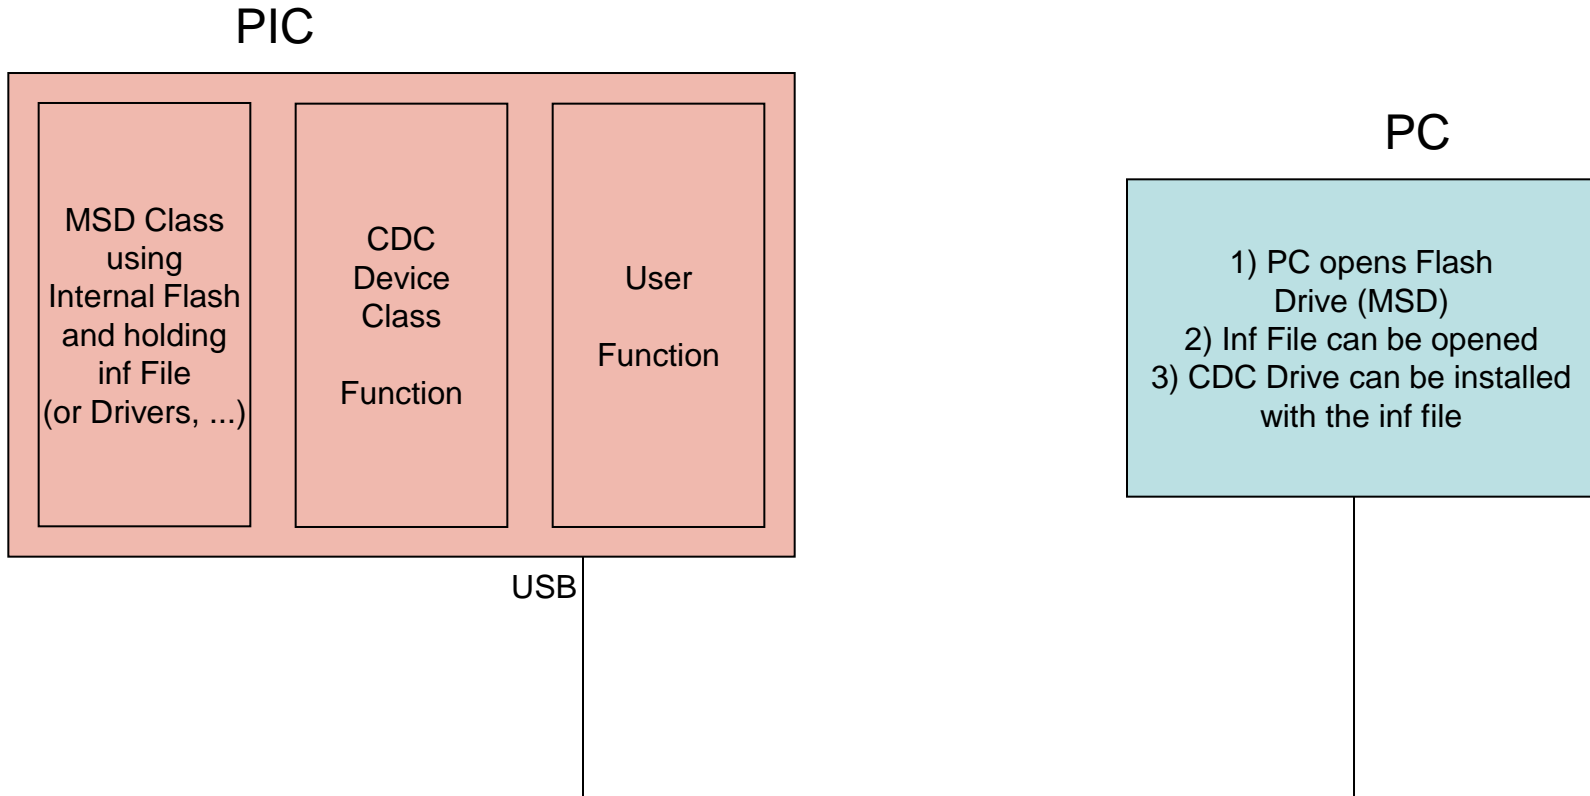 PIC
MSD Class
using
Internal Flash
and holding
inf File
(or Drivers, ...)
CDC
Device
Class
Function
User
Function
USB
PC
1) PC opens Flash
Drive (MSD)
2) Inf File can be opened
3) CDC Drive can be installed
with the inf file